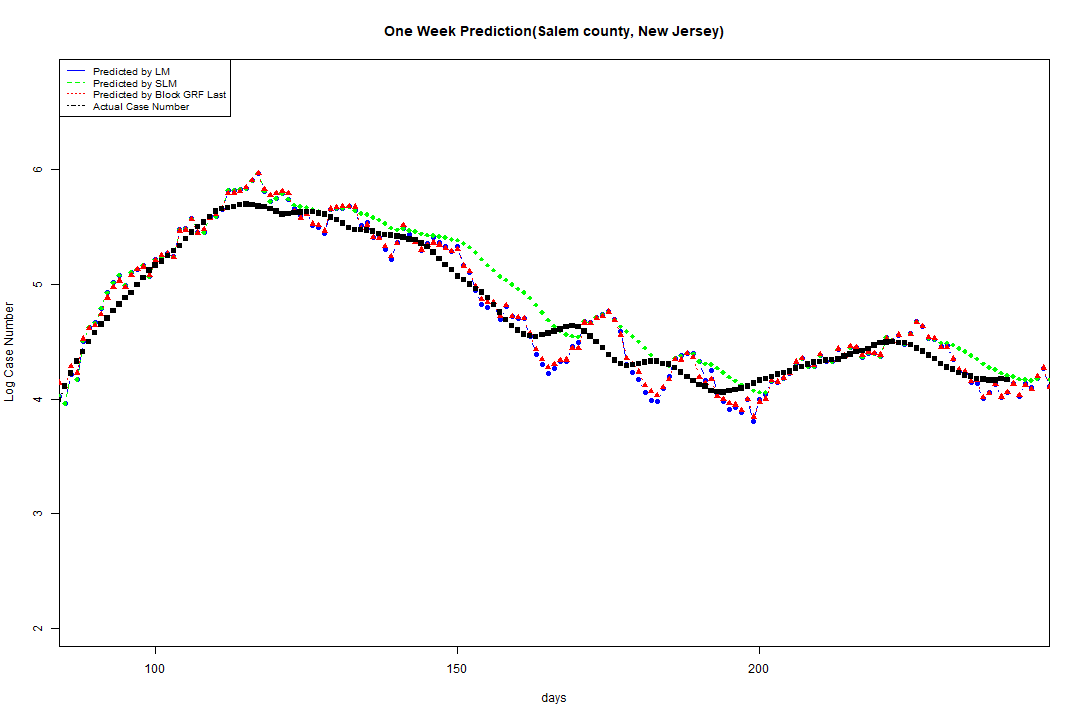 One Week Prediction(Salem county, New Jersey)
Predicted by LM
Predicted by SLM
Predicted by Block GRF Last
Actual Case Number
6
5
4
3
2
Log Case Number
100 150 200
days